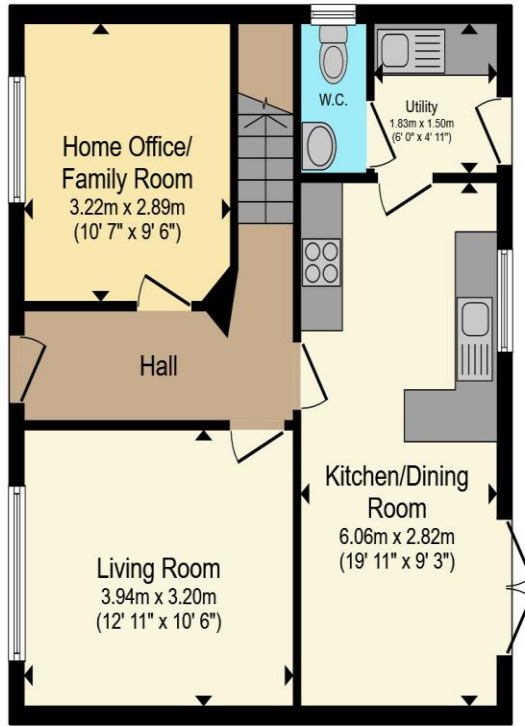 Home Office/
Family Room
3.22m x 2.89m
(10' 7" x 9' 6")
W.C.
Utility
1.83m x 1.50m
(6' 0" x 4' 11")
Hall
Kitchen/Dining
Room
6.06m x 2.82m
(19' 11" x 9' 3")
Living Room
3.94m x 3.20m
(12' 11" x 10' 6")